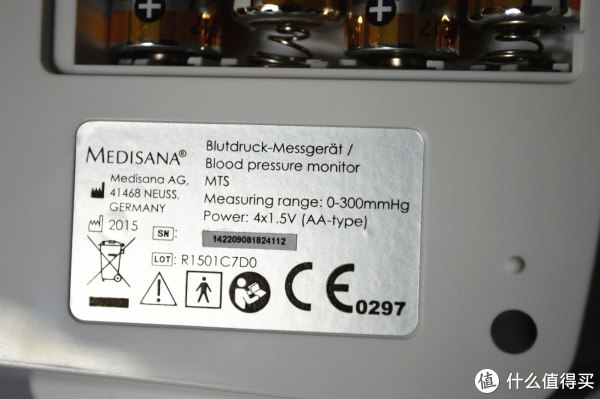 MEDISANA®
Medisana AG,
41468 NEUSS,
GERMANY
2015
Blutdruck-Messgerät /
Blood pressure monitor
MTS
Measuring range: 0-300mmHg
Power: 4x1.5V (AA-type)
SN: 142209081824112
LOT: R1501C7D0
CE 0297
值 什么值得买